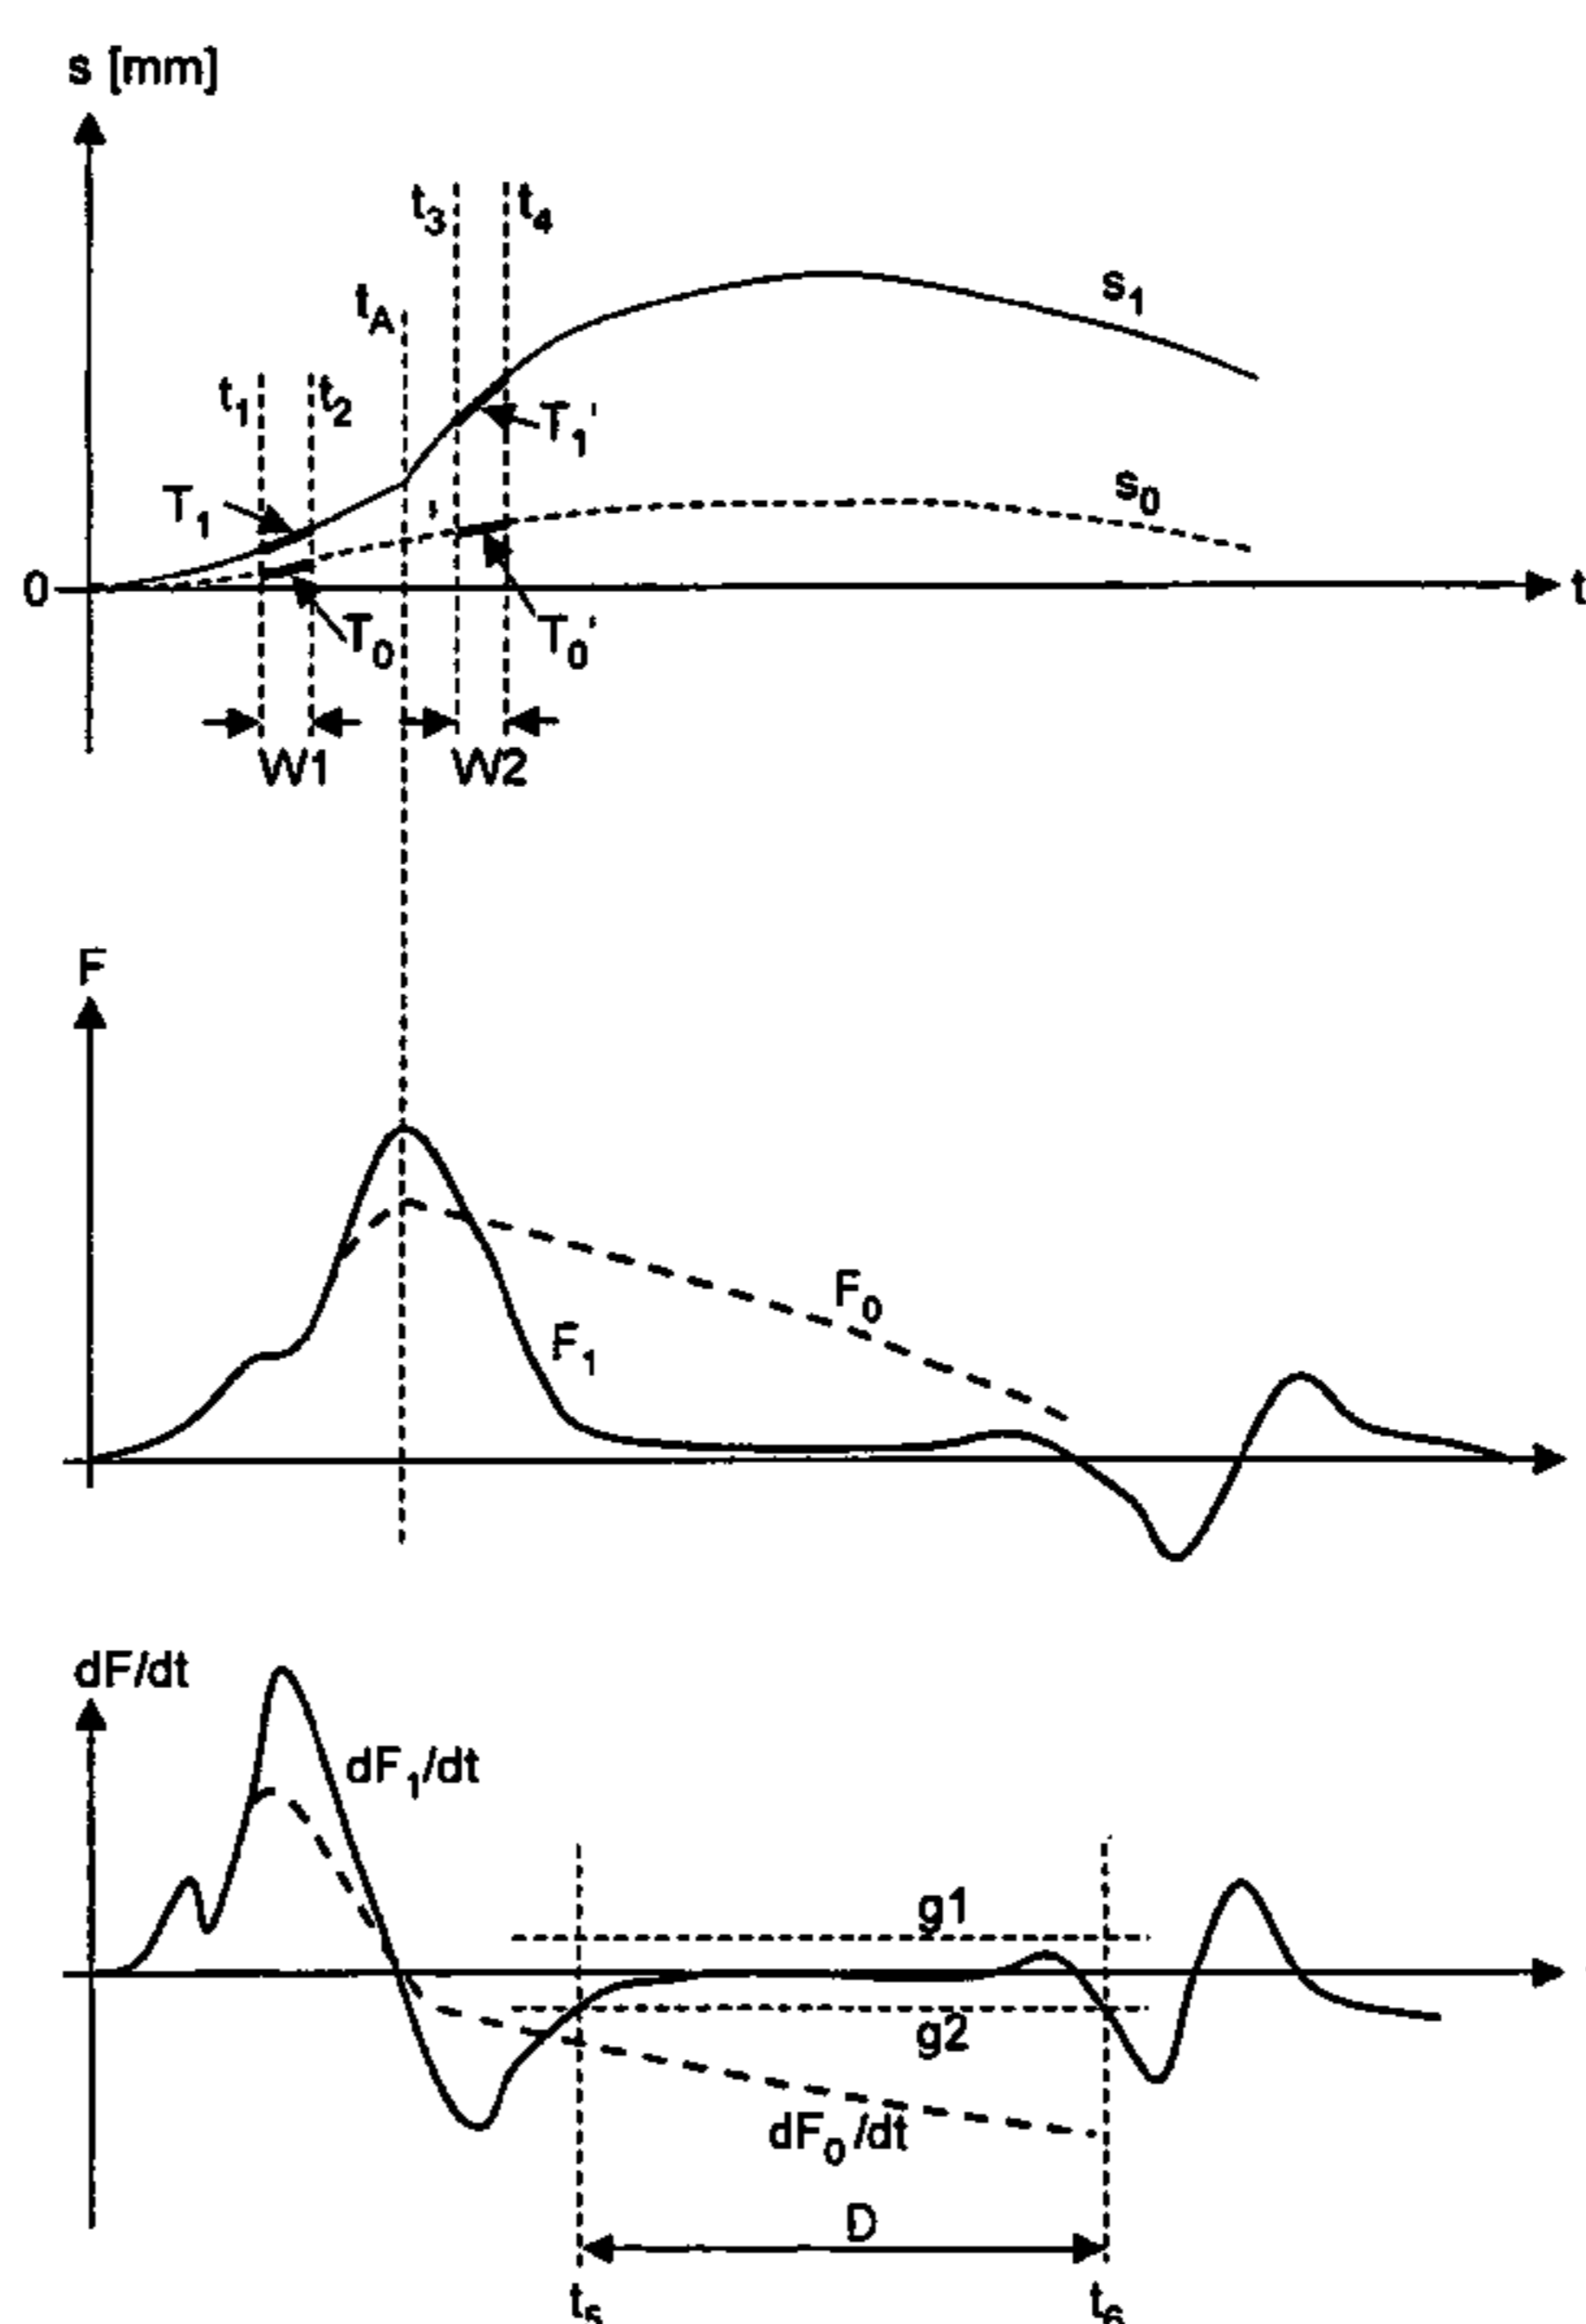 s [mm]
t3 t4
tA
s1
t1 t2
T1'
T1
s0
0
t
T0 T0'
W1 W2
F
F0
F1
dF/dt
dF1/dt
g1
g2
dF0/dt
D
t5 t6